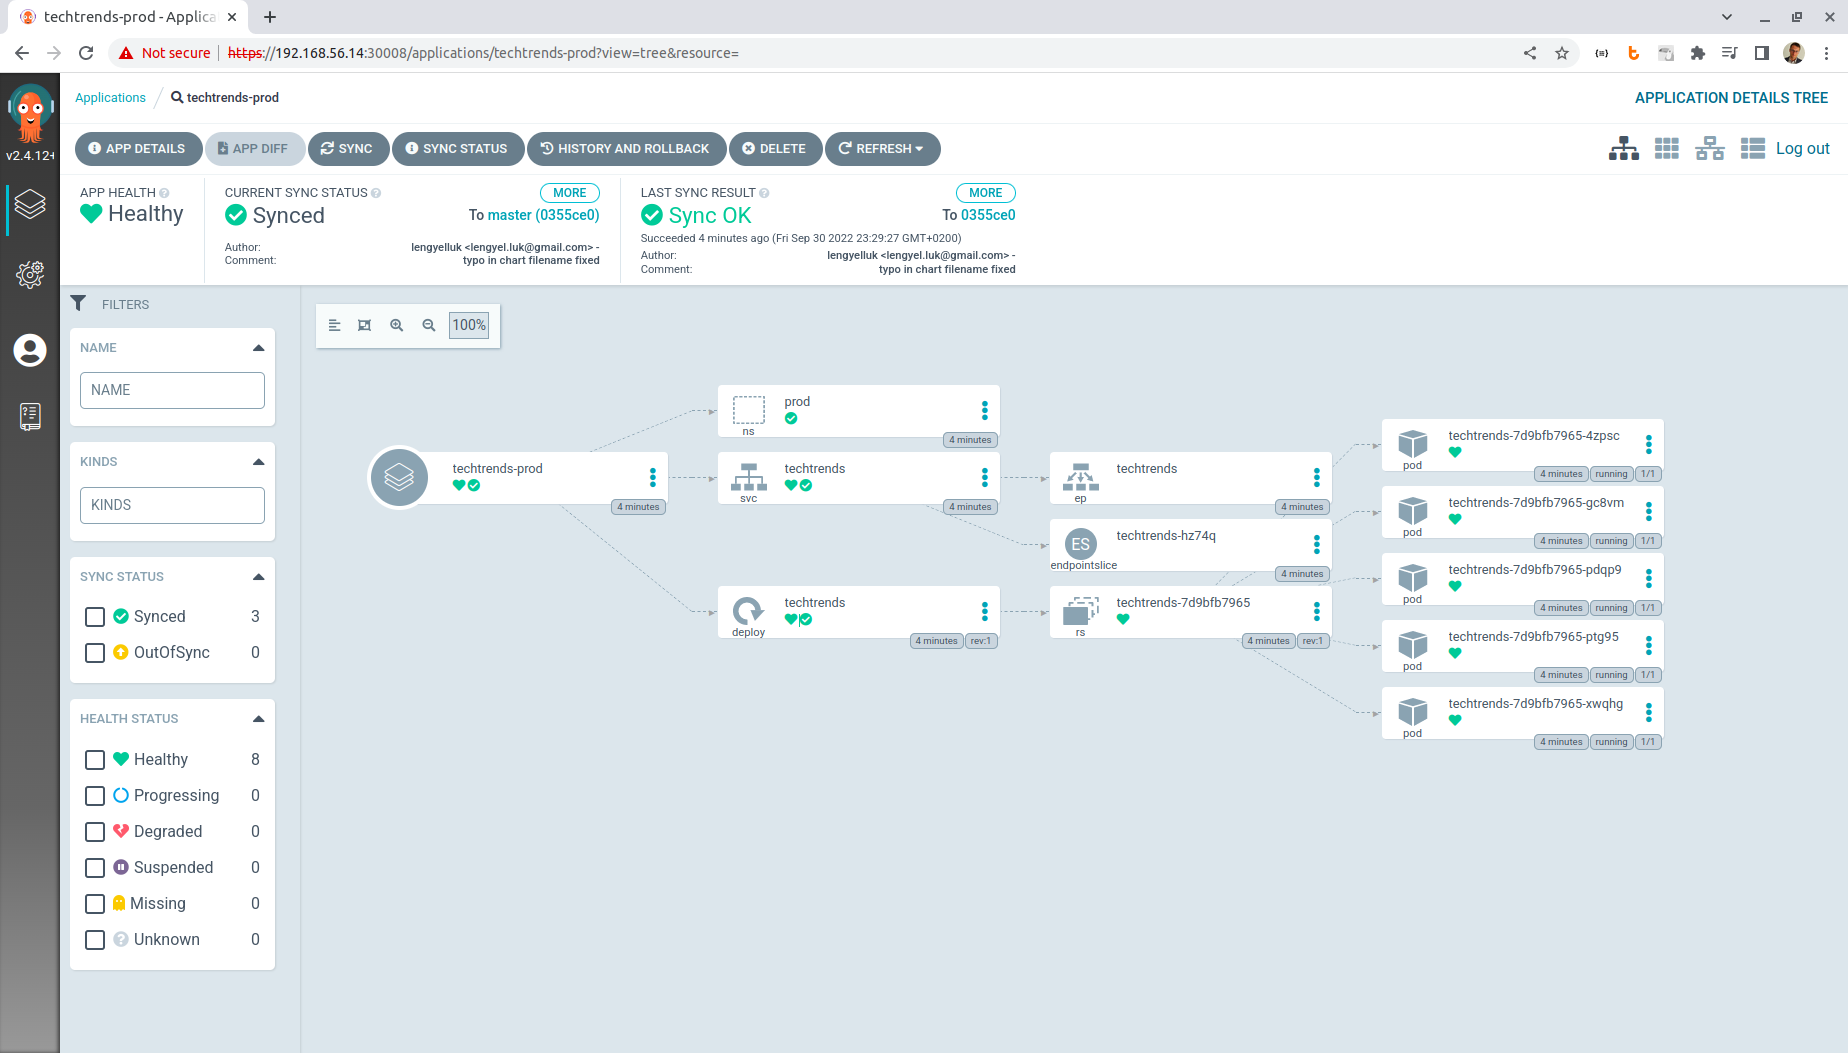 techtrends-prod - Applica
Not secure https://192.168.56.14:30008/applications/techtrends-prod?view=tree&resource=
v2.4.12+
Applications / techtrends-prod
APPLICATION DETAILS TREE
APP DETAILS APP DIFF SYNC SYNC STATUS HISTORY AND ROLLBACK DELETE REFRESH
Log out
APP HEALTH
Healthy
CURRENT SYNC STATUS MORE
Synced To master (0355ce0)
Author: lengyelluk <lengyel.luk@gmail.com> -
Comment: typo in chart filename fixed
LAST SYNC RESULT MORE
Sync OK To 0355ce0
Succeeded 4 minutes ago (Fri Sep 30 2022 23:29:27 GMT+0200)
Author: lengyelluk <lengyel.luk@gmail.com> -
Comment: typo in chart filename fixed
FILTERS
NAME
NAME
KINDS
KINDS
SYNC STATUS
Synced 3
OutOfSync 0
HEALTH STATUS
Healthy 8
Progressing 0
Degraded 0
Suspended 0
Missing 0
Unknown 0
100%
techtrends-prod
4 minutes
prod
ns
4 minutes
techtrends
svc
4 minutes
techtrends
deploy
4 minutes rev:1
techtrends
ep
4 minutes
ES
techtrends-hz74q
endpointslice
4 minutes
techtrends-7d9bfb7965
rs
4 minutes rev:1
techtrends-7d9bfb7965-4zpsc
pod
4 minutes running 1/1
techtrends-7d9bfb7965-gc8vm
pod
4 minutes running 1/1
techtrends-7d9bfb7965-pdqp9
pod
4 minutes running 1/1
techtrends-7d9bfb7965-ptg95
pod
4 minutes running 1/1
techtrends-7d9bfb7965-xwqhg
pod
4 minutes running 1/1